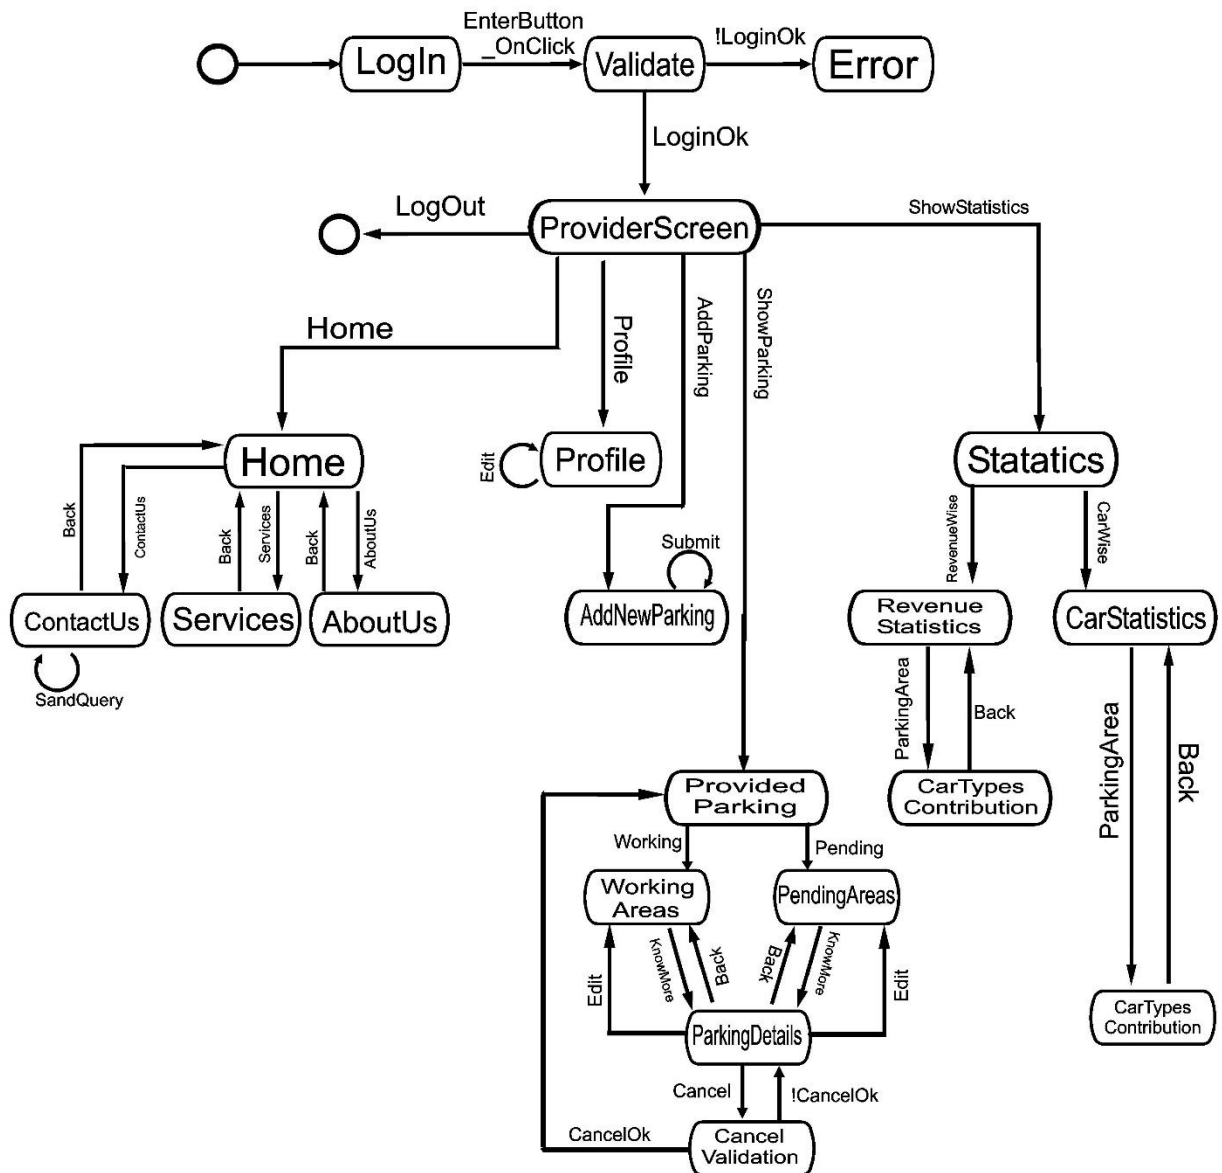 EnterButton
_OnClick
!LoginOk
LogIn
Validate
Error
LoginOk
LogOut
ProviderScreen
ShowStatistics
Home
Profile
AddParking
ShowParking
Home
Profile
Edit
Statatics
Back
ContactUs
Back
Services
Back
AboutUs
Submit
RevenueWise
CarWise
ContactUs
Services
AboutUs
AddNewParking
Revenue
Statistics
CarStatistics
SandQuery
ParkingArea
Back
ParkingArea
Back
Provided
Parking
CarTypes
Contribution
Working
Pending
Working
Areas
PendingAreas
Edit
KnowMore
Back
Back
KnowMore
Edit
CarTypes
Contribution
ParkingDetails
Cancel
!CancelOk
CancelOk
Cancel
Validation